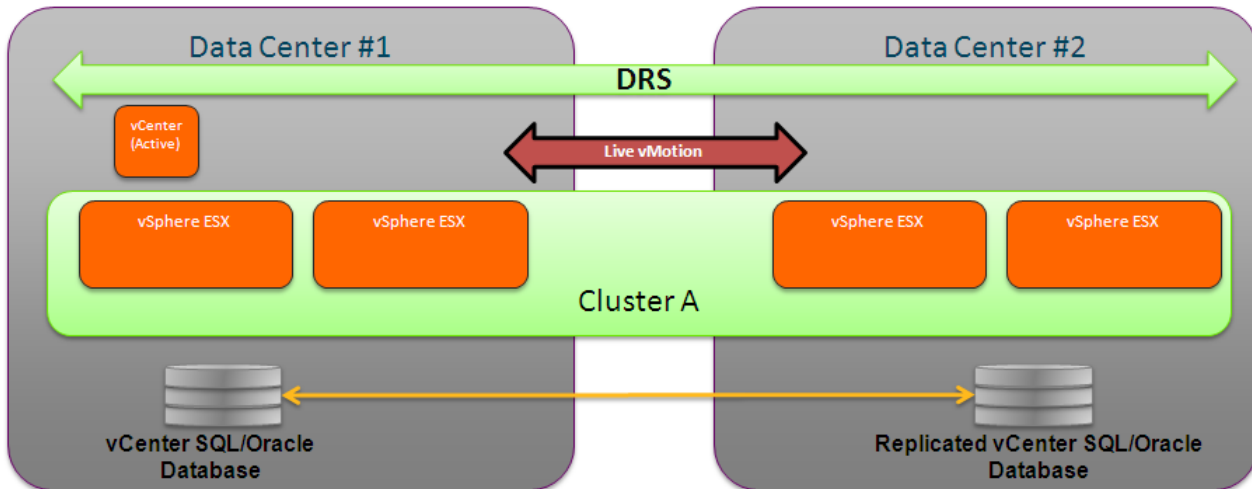 Data Center #1
Data Center #2
DRS
vCenter
(Active)
Live vMotion
vSphere ESX
vSphere ESX
vSphere ESX
vSphere ESX
Cluster A
vCenter SQL/Oracle
Database
Replicated vCenter SQL/Oracle
Database